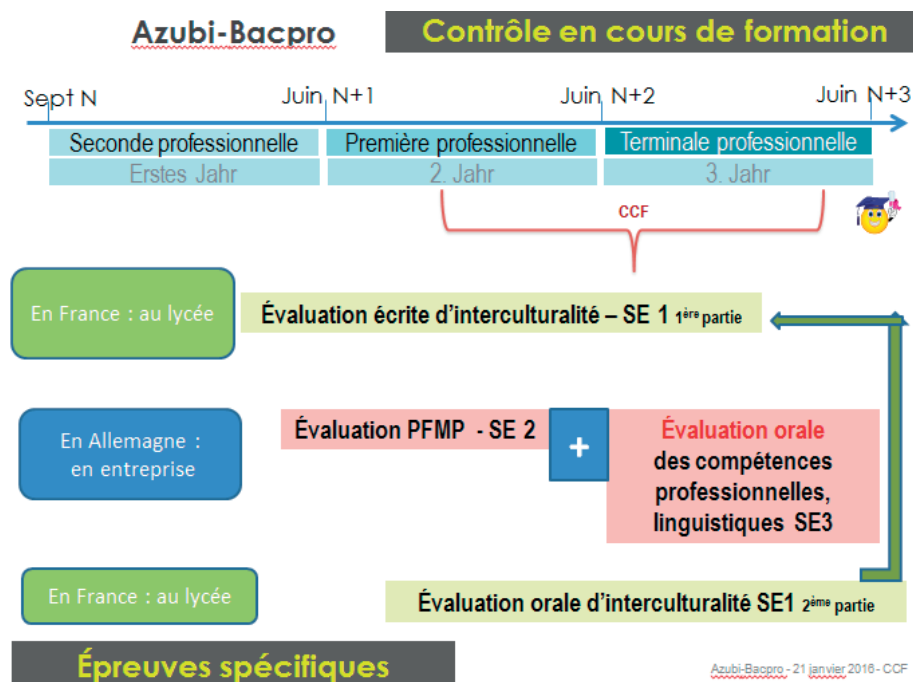 Azubi-Bacpro
Contrôle en cours de formation
Sept N
Juin N+1
Juin N+2
Juin N+3
Seconde professionnelle
Première professionnelle
Terminale professionnelle
Erstes Jahr
2. Jahr
3. Jahr
CCF
En France : au lycée
Évaluation écrite d’interculturalité – SE 1 1ère partie
En Allemagne :
en entreprise
Évaluation PFMP - SE 2
+
Évaluation orale
des compétences
professionnelles,
linguistiques SE3
En France : au lycée
Évaluation orale d’interculturalité SE1 2ème partie
Épreuves spécifiques
Azubi-Bacpro - 21 janvier 2016 - CCF